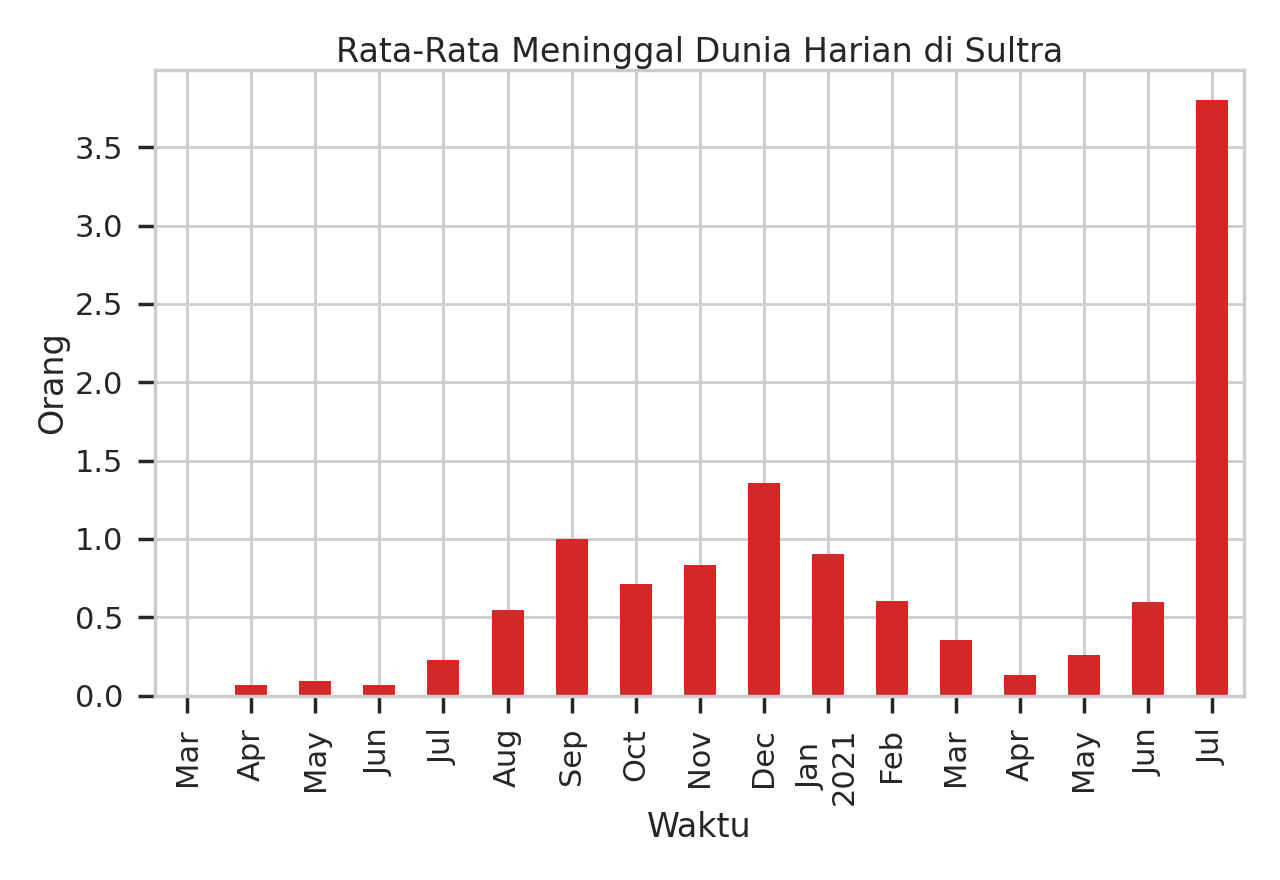 Rata-Rata Meninggal Dunia Harian di Sultra
3.5
3.0
2.5
2.0
1.5
1.0
0.5
0.0
Orang
Mar
Apr
May
Jun
Jul
Aug
Sep
Oct
Nov
Dec
Jan
2021
Feb
Mar
Apr
May
Jun
Jul
Waktu